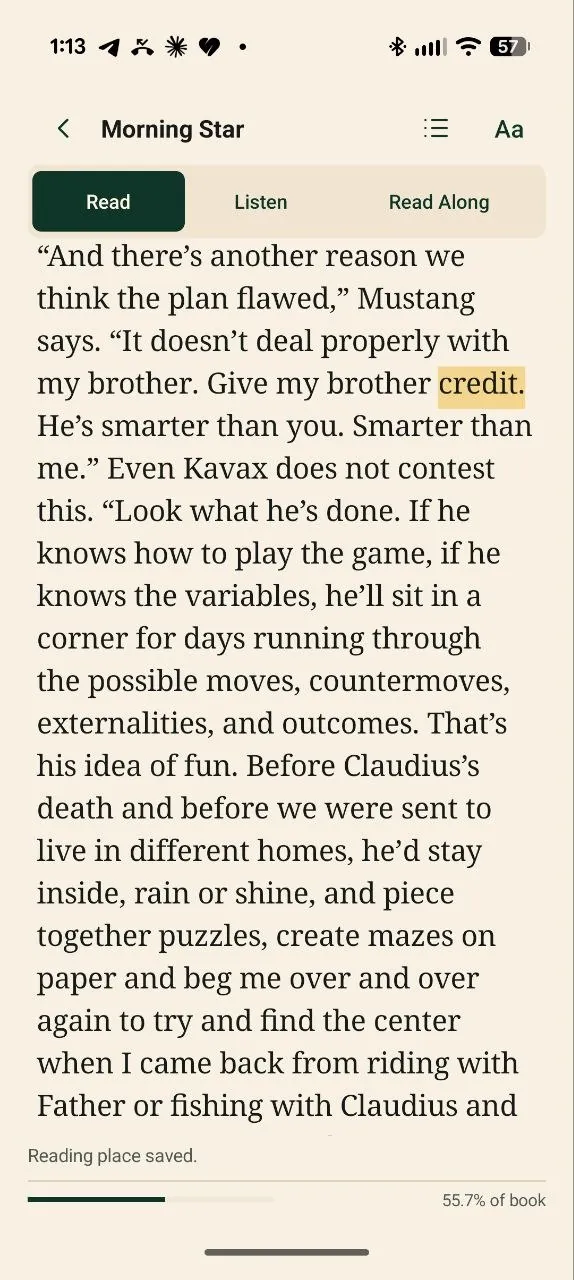 1:13
57
Morning Star
Aa
Read
Listen
Read Along
“And there’s another reason we
think the plan flawed,” Mustang
says. “It doesn’t deal properly with
my brother. Give my brother credit.
He’s smarter than you. Smarter than
me.” Even Kavax does not contest
this. “Look what he’s done. If he
knows how to play the game, if he
knows the variables, he’ll sit in a
corner for days running through
the possible moves, countermoves,
externalities, and outcomes. That’s
his idea of fun. Before Claudius’s
death and before we were sent to
live in different homes, he’d stay
inside, rain or shine, and piece
together puzzles, create mazes on
paper and beg me over and over
again to try and find the center
when I came back from riding with
Father or fishing with Claudius and
Reading place saved.
55.7% of book